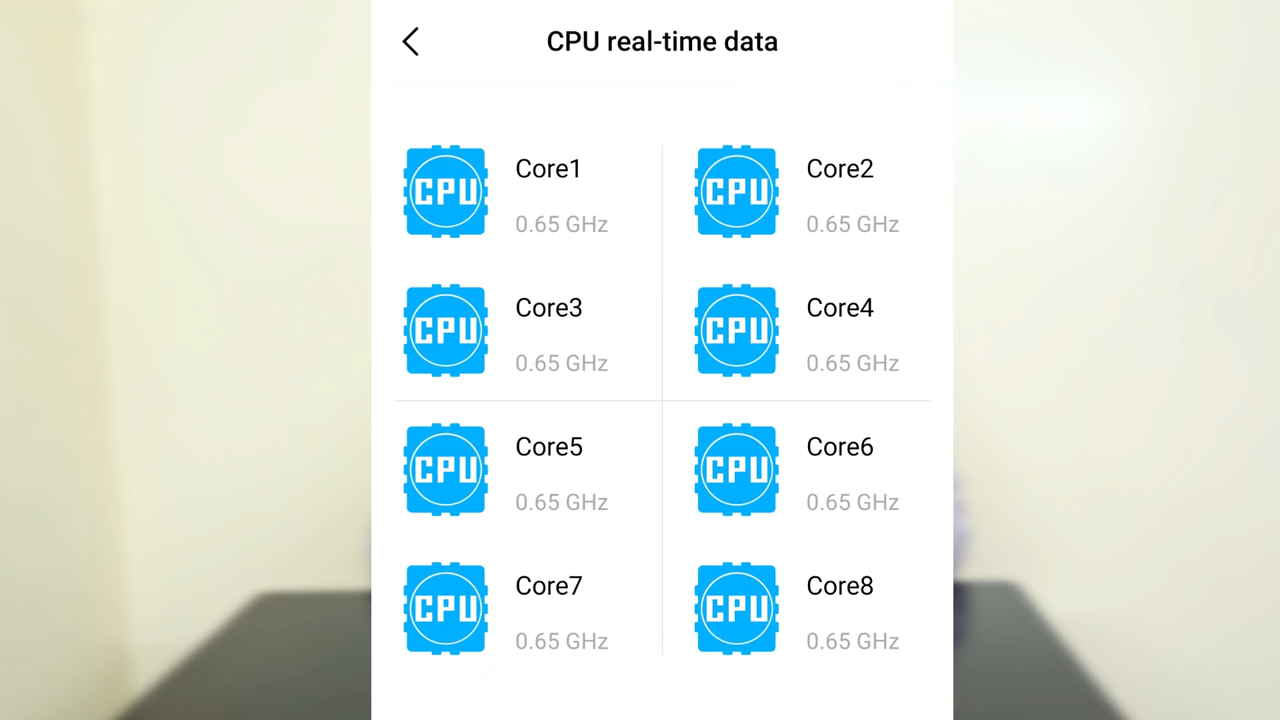 CPU real-time data
CPU Core1
0.65 GHz
CPU Core2
0.65 GHz
CPU Core3
0.65 GHz
CPU Core4
0.65 GHz
CPU Core5
0.65 GHz
CPU Core6
0.65 GHz
CPU Core7
0.65 GHz
CPU Core8
0.65 GHz